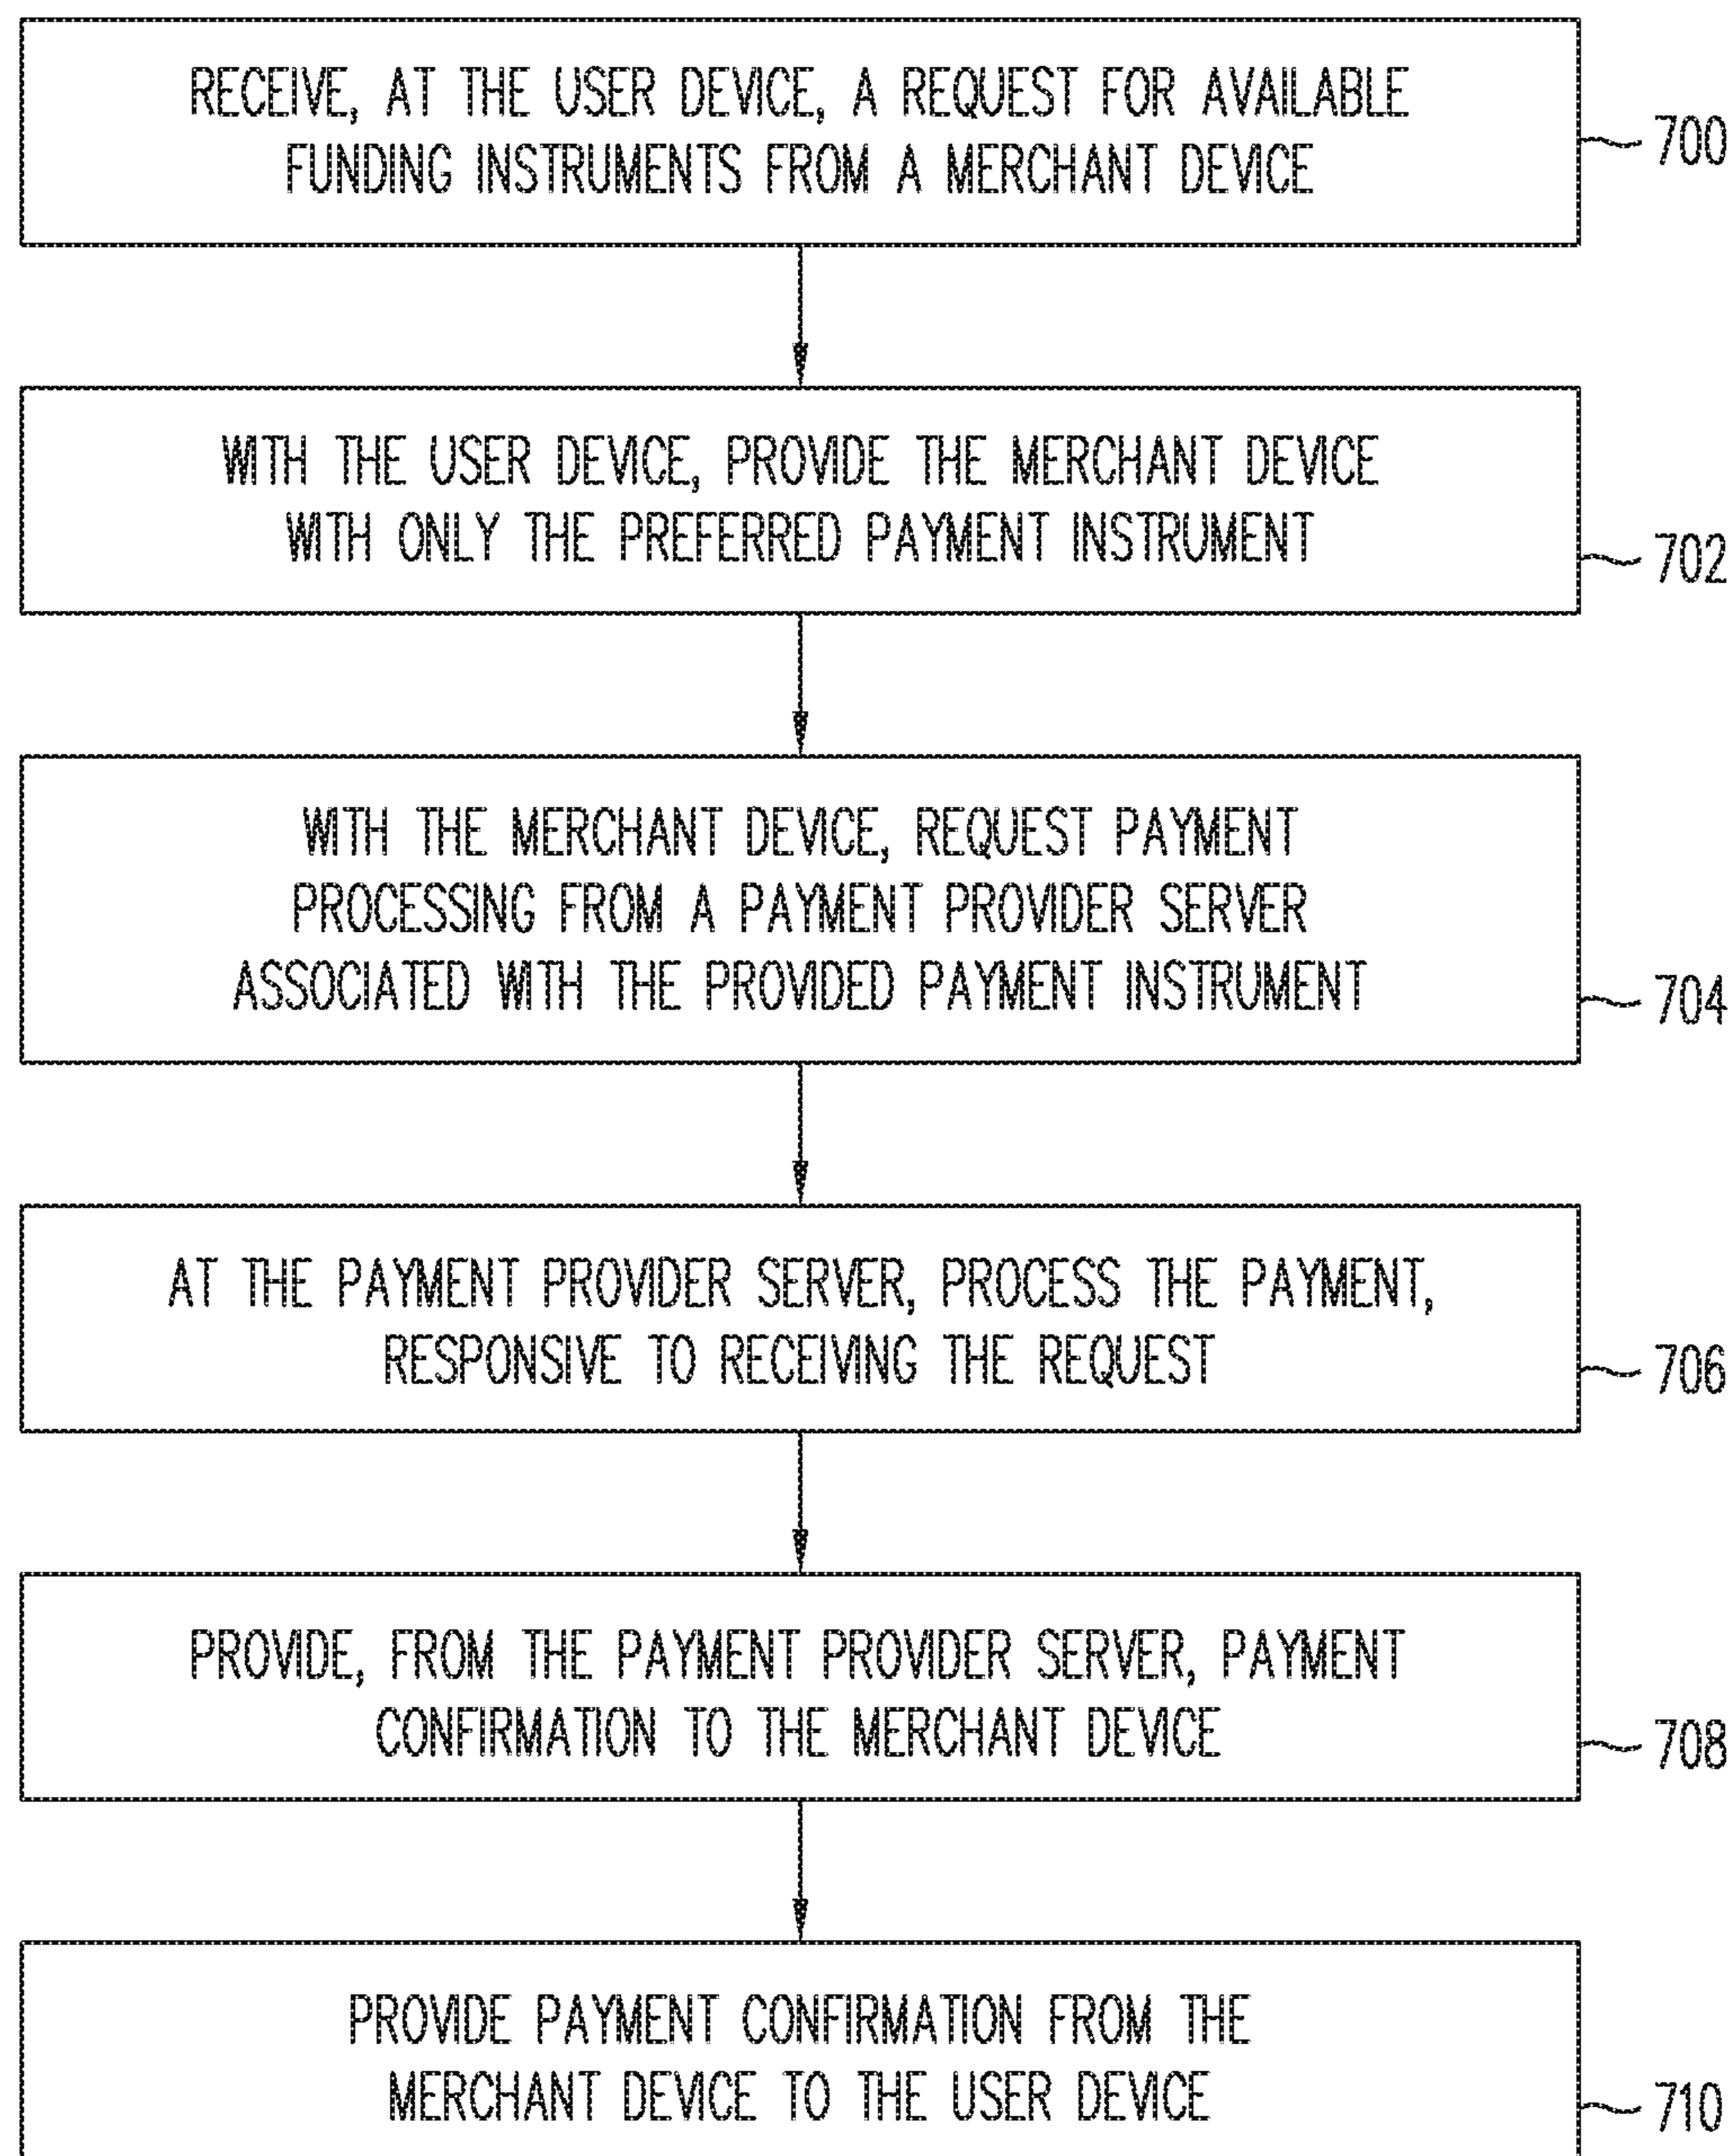 RECEIVE, AT THE USER DEVICE, A REQUEST FOR AVAILABLE
FUNDING INSTRUMENTS FROM A MERCHANT DEVICE
700
WITH THE USER DEVICE, PROVIDE THE MERCHANT DEVICE
WITH ONLY THE PREFERRED PAYMENT INSTRUMENT
702
WITH THE MERCHANT DEVICE, REQUEST PAYMENT
PROCESSING FROM A PAYMENT PROVIDER SERVER
ASSOCIATED WITH THE PROVIDED PAYMENT INSTRUMENT
704
AT THE PAYMENT PROVIDER SERVER, PROCESS THE PAYMENT,
RESPONSIVE TO RECEIVING THE REQUEST
706
PROVIDE, FROM THE PAYMENT PROVIDER SERVER, PAYMENT
CONFIRMATION TO THE MERCHANT DEVICE
708
PROVIDE PAYMENT CONFIRMATION FROM THE
MERCHANT DEVICE TO THE USER DEVICE
710